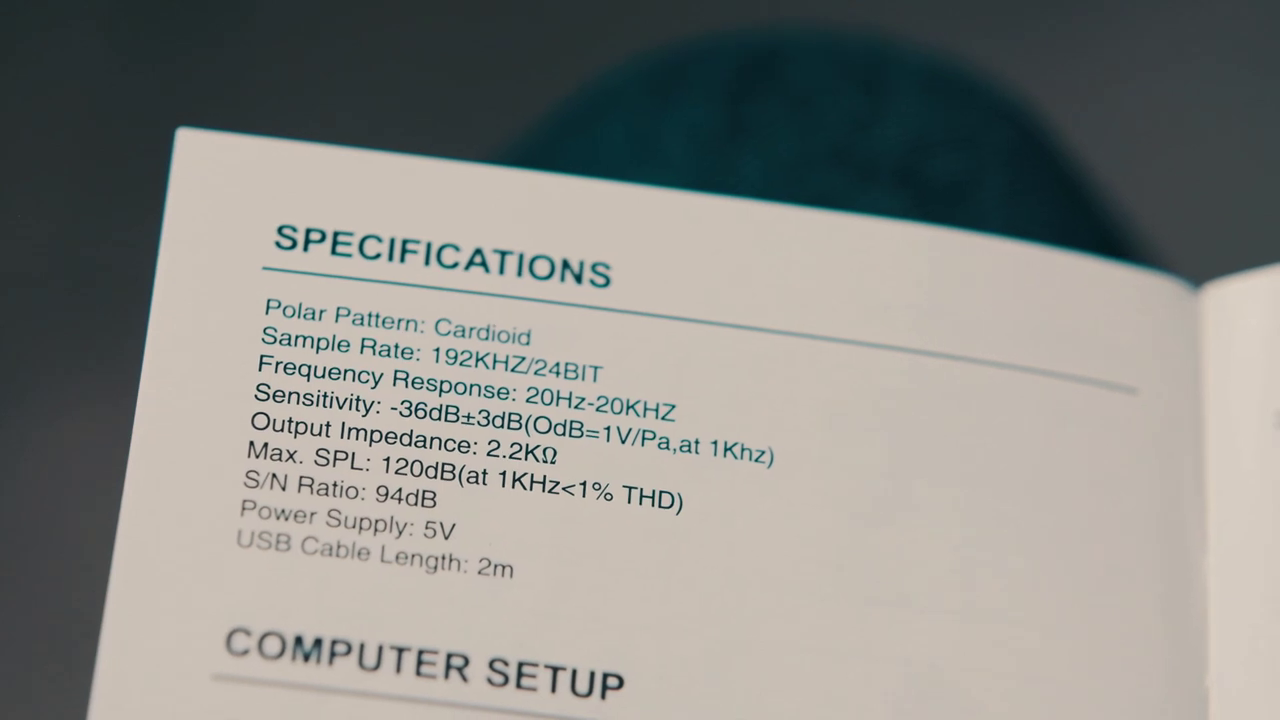 SPECIFICATIONS
Polar Pattern: Cardioid
Sample Rate: 192KHZ/24BIT
Frequency Response: 20Hz-20KHZ
Sensitivity: -36dB±3dB(OdB=1V/Pa,at 1Khz)
Output Impedance: 2.2KΩ
Max. SPL: 120dB(at 1KHz<1% THD)
S/N Ratio: 94dB
Power Supply: 5V
USB Cable Length: 2m
COMPUTER SETUP